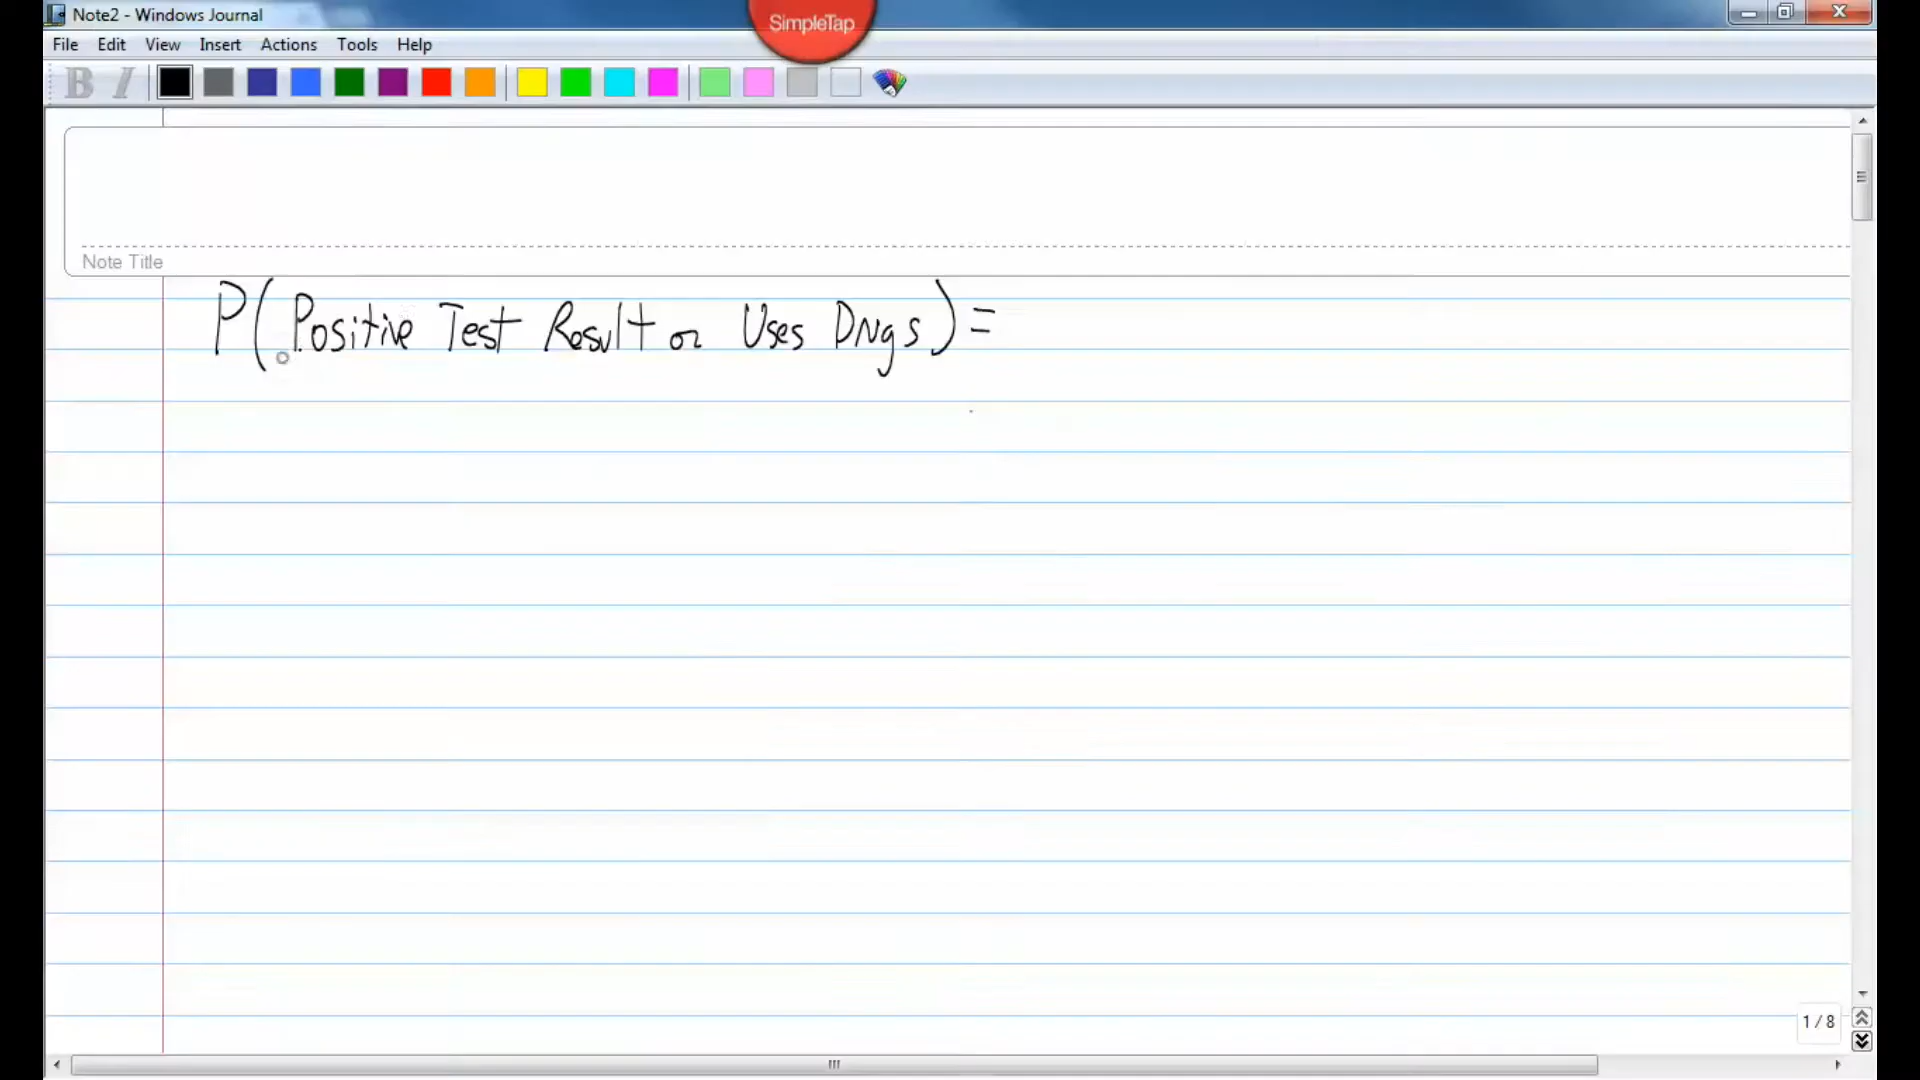 Note2 - Windows Journal
SimpleTap
File Edit View Insert Actions Tools Help
B I
Note Title
P(Positive Test Result or Uses Drugs) =
1 / 8